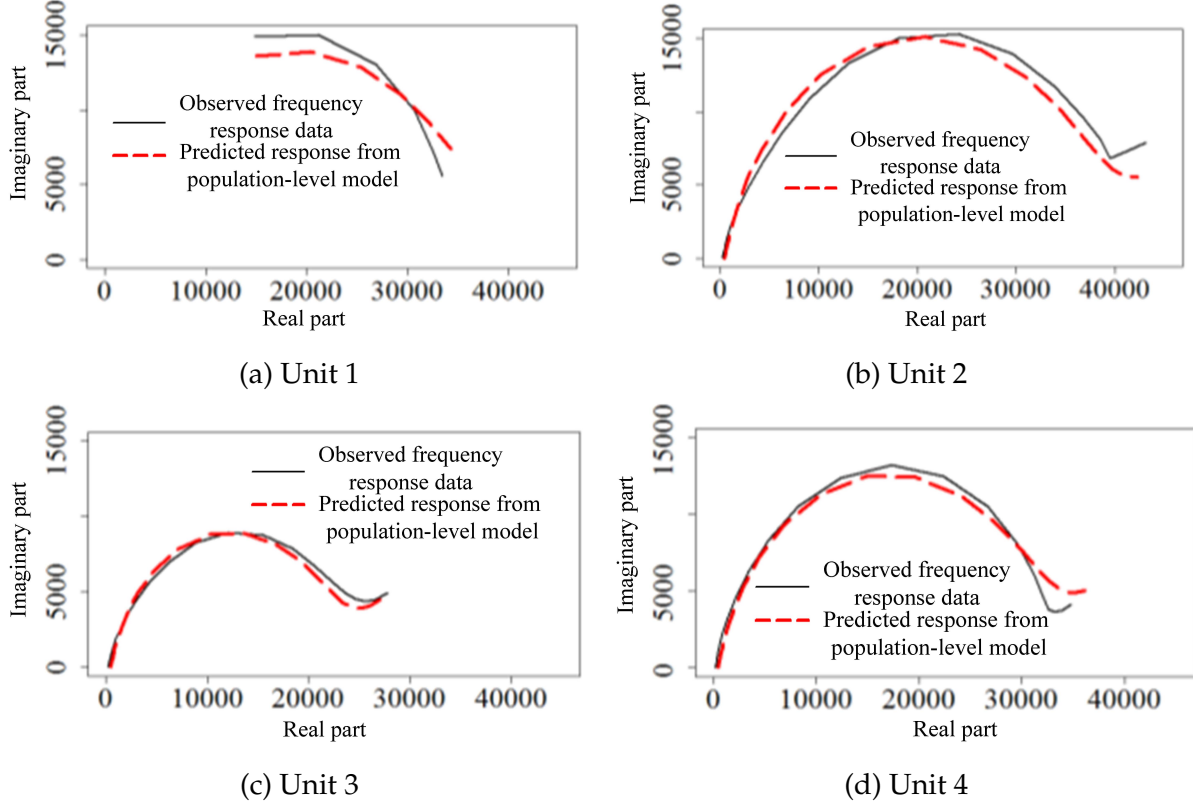 15000
5000
0
Imaginary part
Observed frequency
response data
Predicted response from
population-level model
0 10000 20000 30000 40000
Real part
(a) Unit 1
15000
5000
0
Imaginary part
Observed frequency
response data
Predicted response from
population-level model
0 10000 20000 30000 40000
Real part
(b) Unit 2
15000
5000
0
Imaginary part
Observed frequency
response data
Predicted response from
population-level model
0 10000 20000 30000 40000
Real part
(c) Unit 3
15000
5000
0
Imaginary part
Observed frequency
response data
Predicted response from
population-level model
0 10000 20000 30000 40000
Real part
(d) Unit 4